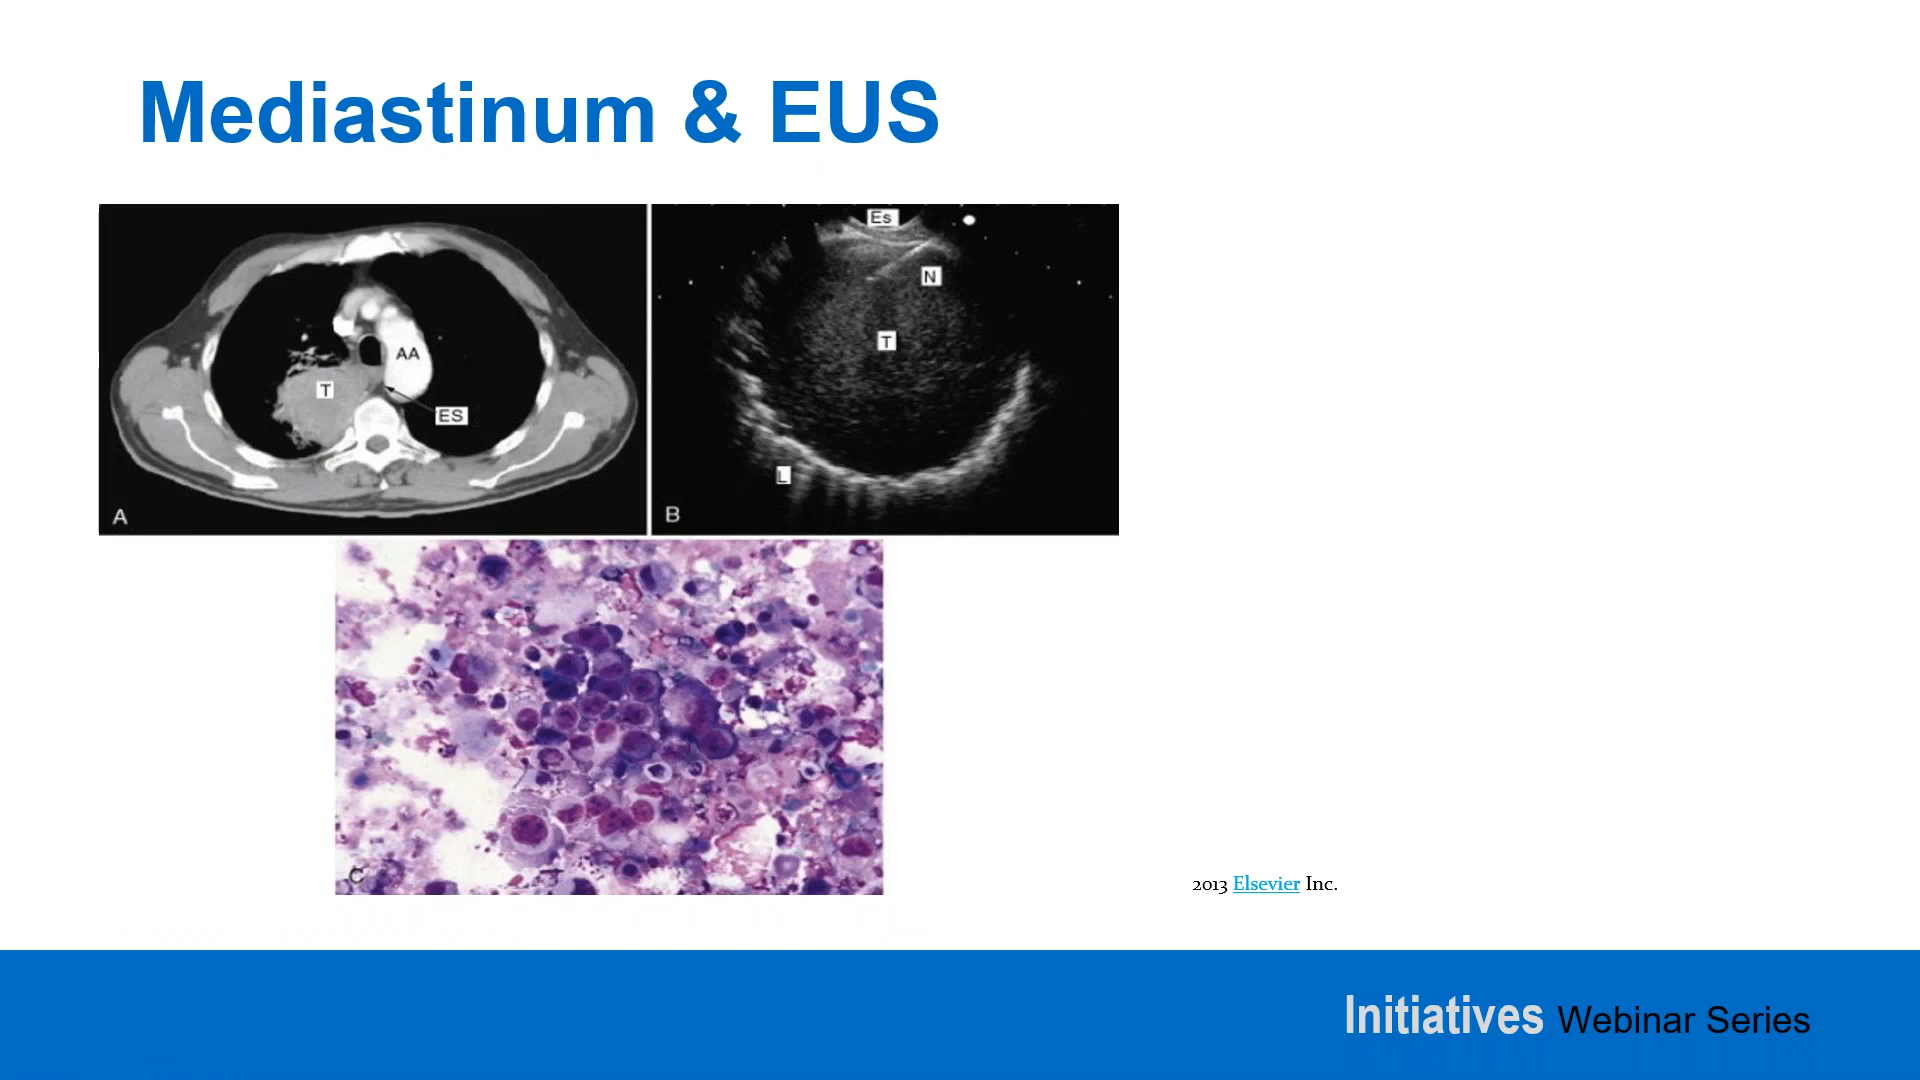 Mediastinum & EUS
AA
T
ES
A
Es
N
T
L
B
C
2013 Elsevier Inc.
Initiatives Webinar Series